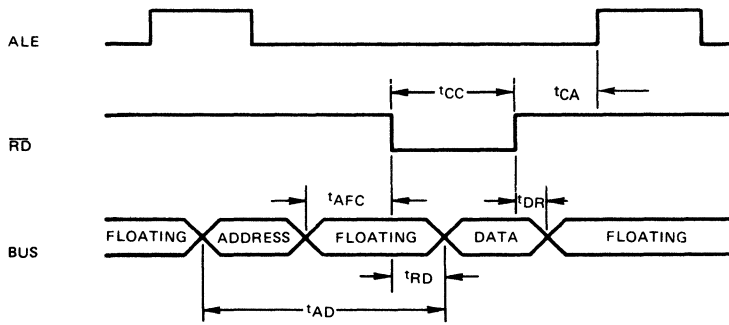 ALE
tCC
tCA
RD
tAFC
tDR
FLOATING ADDRESS FLOATING DATA FLOATING
BUS
tRD
tAD